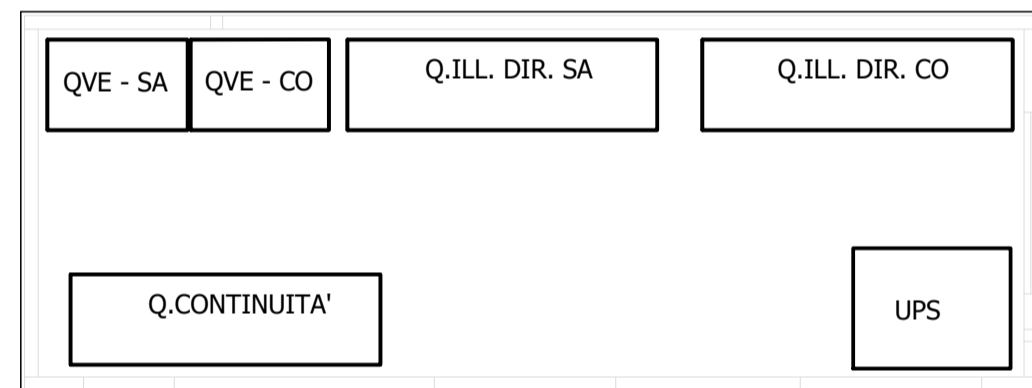 QVE - SA
QVE - CO
Q.ILL. DIR. SA
Q.ILL. DIR. CO
Q.CONTINUITA'
UPS